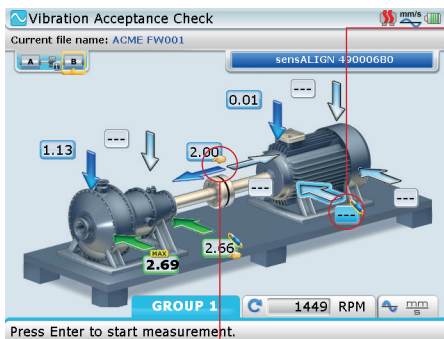 Vibration Acceptance Check
mm/s
Current file name: ACME FW001
A
B
sensALIGN 490006B0
0.01
---
---
1.13
2.00
---
---
---
2.66
MAX
2.69
GROUP 1
1449 RPM
mm
s
Press Enter to start measurement.